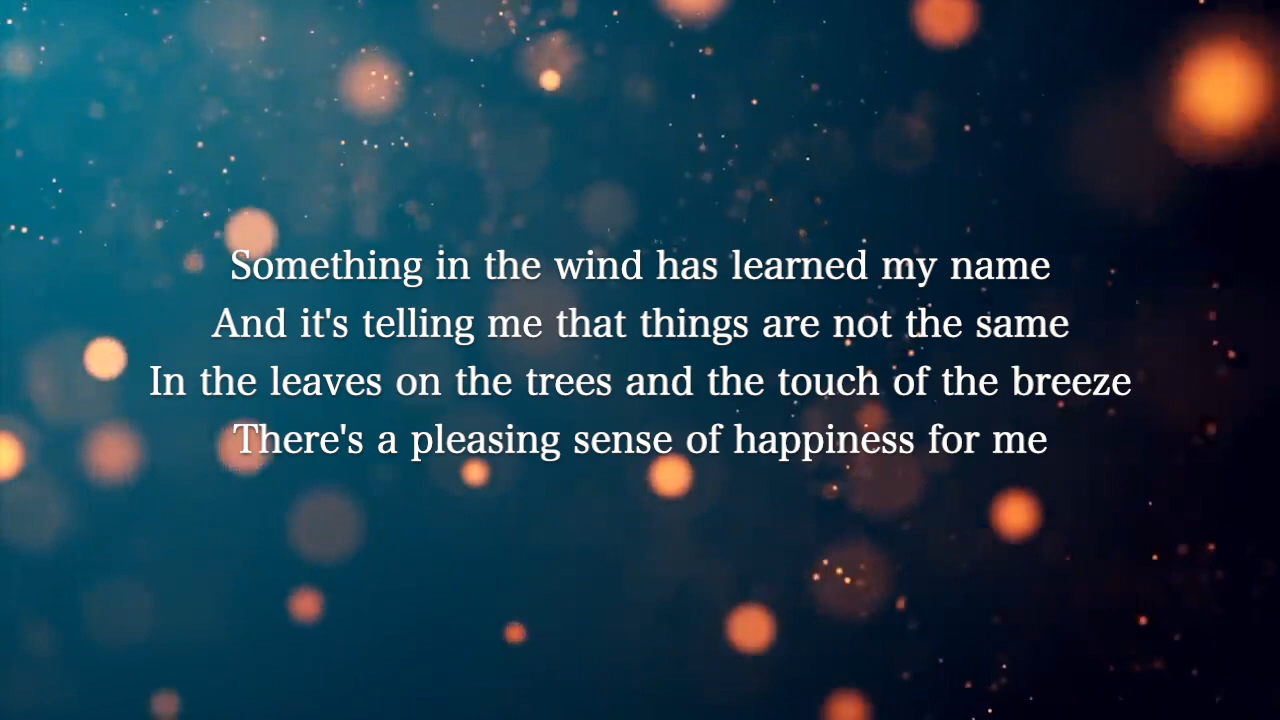 Something in the wind has learned my name
And it's telling me that things are not the same
In the leaves on the trees and the touch of the breeze
There's a pleasing sense of happiness for me